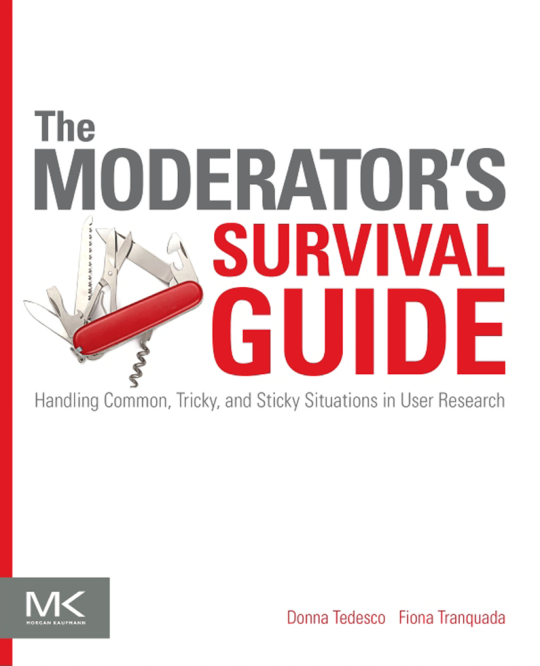 The
MODERATOR'S
SURVIVAL
GUIDE
Handling Common, Tricky, and Sticky Situations in User Research
MK
MORGAN KAUFMANN
Donna Tedesco Fiona Tranquada